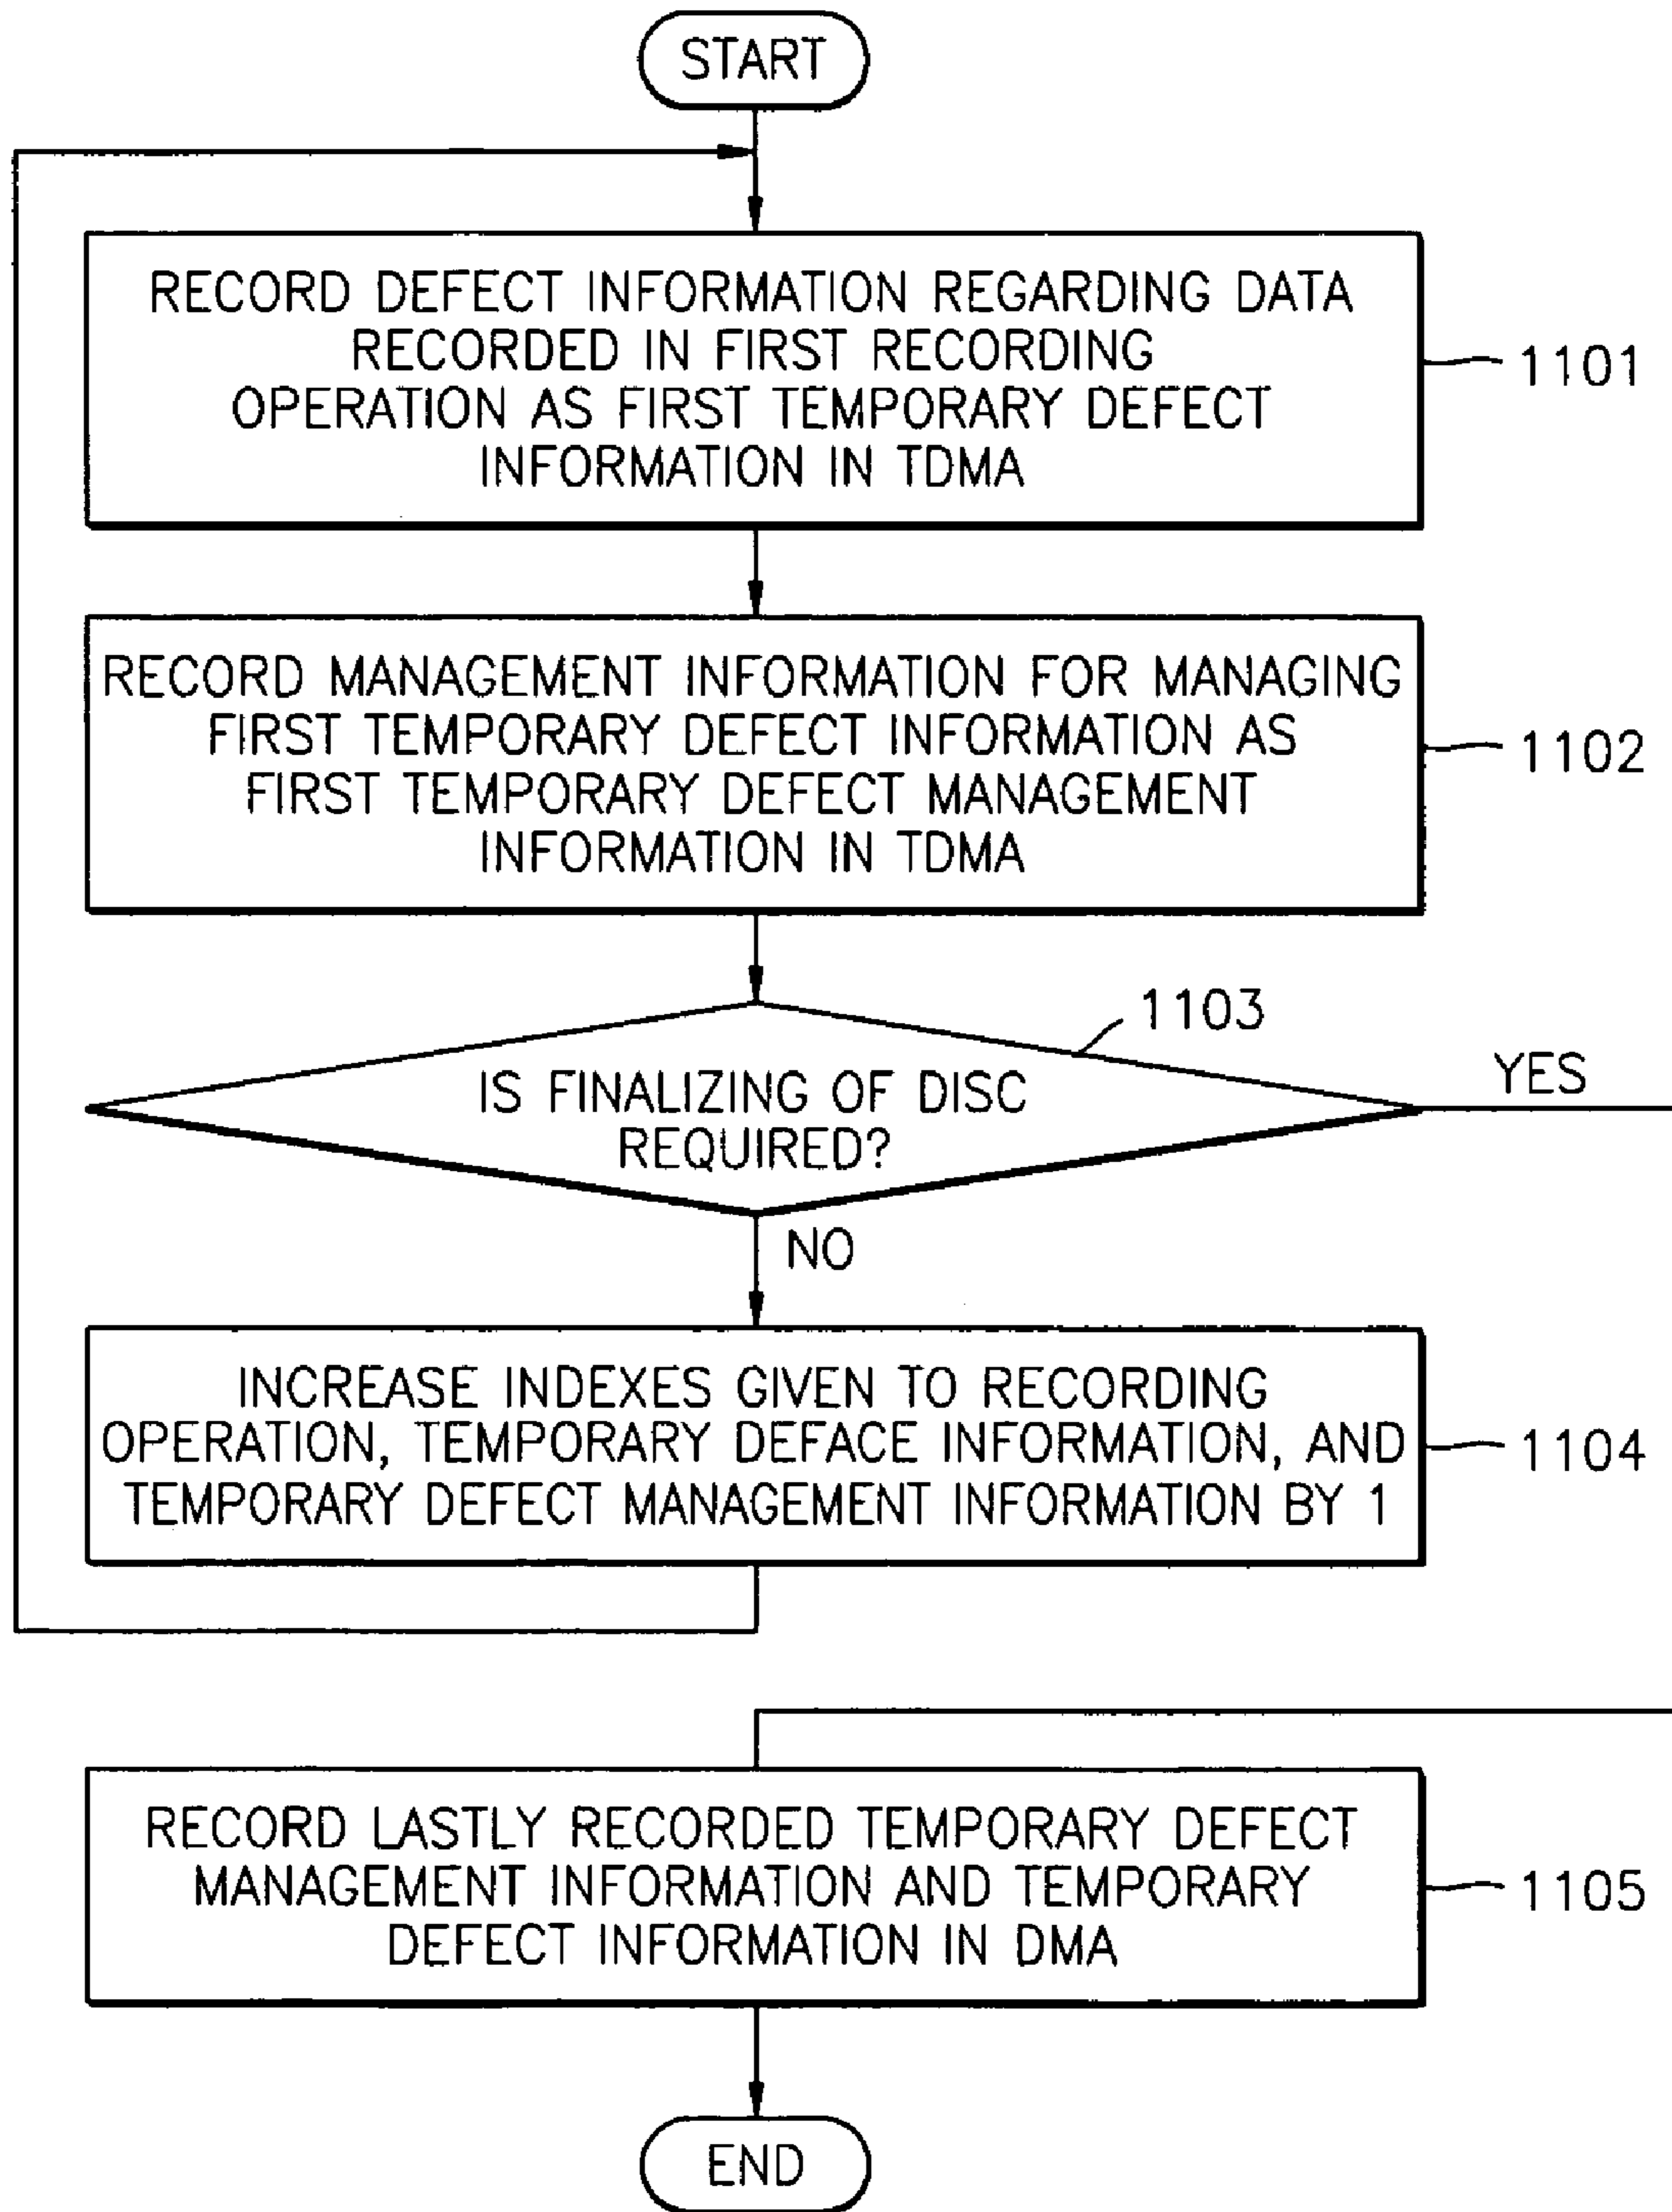 START
RECORD DEFECT INFORMATION REGARDING DATA
RECORDED IN FIRST RECORDING
OPERATION AS FIRST TEMPORARY DEFECT
INFORMATION IN TDMA
1101
RECORD MANAGEMENT INFORMATION FOR MANAGING
FIRST TEMPORARY DEFECT INFORMATION AS
FIRST TEMPORARY DEFECT MANAGEMENT
INFORMATION IN TDMA
1102
1103
IS FINALIZING OF DISC
REQUIRED?
YES
NO
INCREASE INDEXES GIVEN TO RECORDING
OPERATION, TEMPORARY DEFACE INFORMATION, AND
TEMPORARY DEFECT MANAGEMENT INFORMATION BY 1
1104
RECORD LASTLY RECORDED TEMPORARY DEFECT
MANAGEMENT INFORMATION AND TEMPORARY
DEFECT INFORMATION IN DMA
1105
END